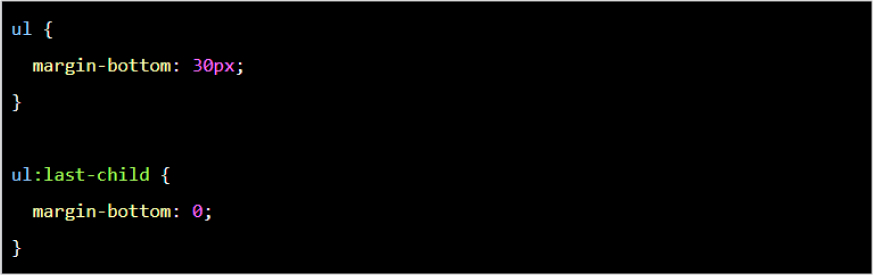 ul {
  margin-bottom: 30px;
}

ul:last-child {
  margin-bottom: 0;
}